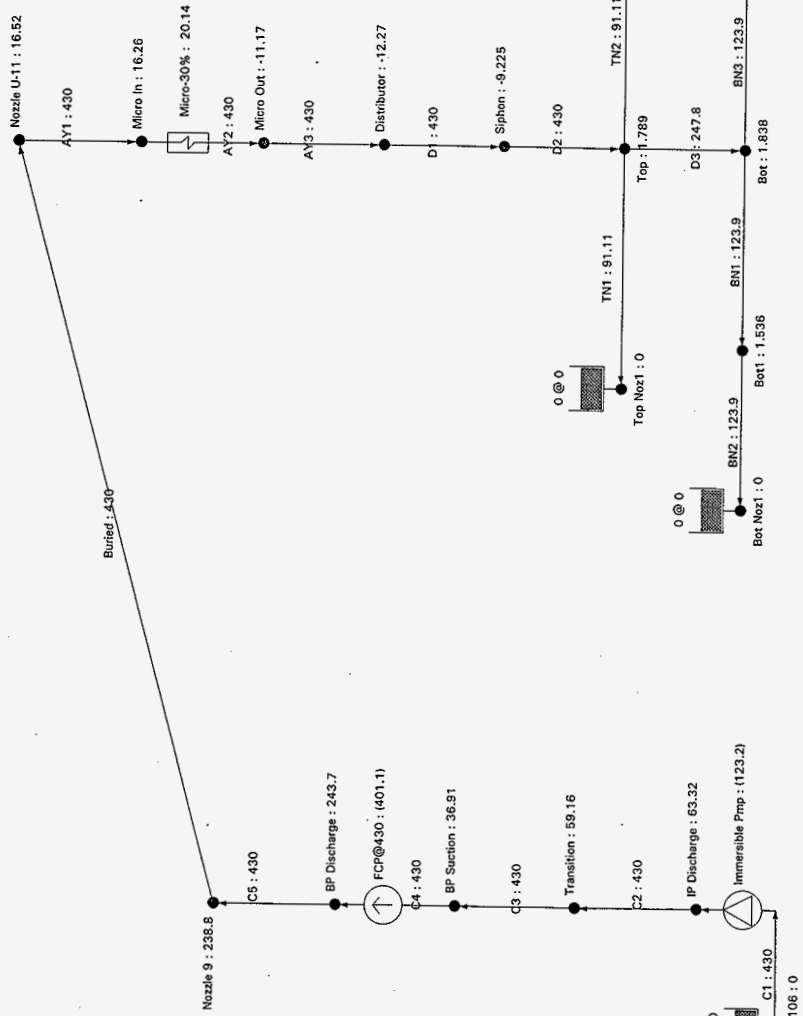 Nozzle U-11 : 16.52
AY1 : 430
Micro In : 16.26
Micro-30% : 20.14
AY2 : 430
Micro Out : -11.17
AY3 : 430
Distributor : -12.27
D1 : 430
Siphon : -9.225
D2 : 430
TN2 : 91.11
Top : 1.789
D3 : 247.8
BN3 : 123.9
Bot : 1.838
TN1 : 91.11
0 @ 0
Top Noz1 : 0
BN1 : 123.9
Bot1 : 1.536
BN2 : 123.9
0 @ 0
Bot Noz1 : 0
Buried : 430
Nozzle 9 : 238.8
C5 : 430
BP Discharge : 243.7
FCP@430 : (401.1)
C4 : 430
BP Suction : 36.91
C3 : 430
Transition : 59.16
C2 : 430
IP Discharge : 63.32
Immersible Pmp : (123.2)
C1 : 430
106 : 0